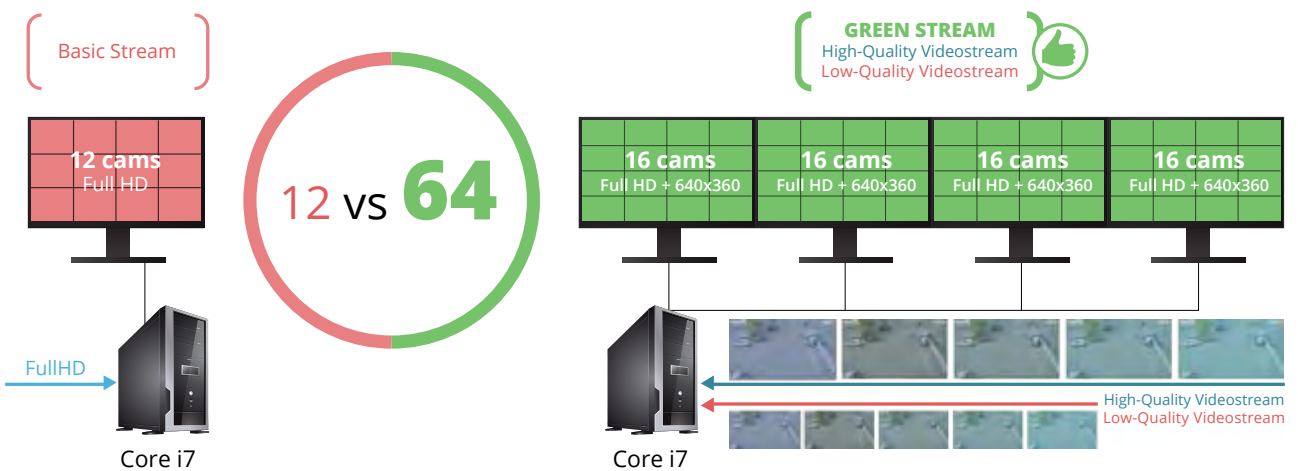 Basic Stream
12 cams
Full HD
FullHD
Core i7
12 vs 64
GREEN STREAM
High-Quality Videostream
Low-Quality Videostream
16 cams
Full HD + 640x360
16 cams
Full HD + 640x360
16 cams
Full HD + 640x360
16 cams
Full HD + 640x360
High-Quality Videostream
Low-Quality Videostream
Core i7